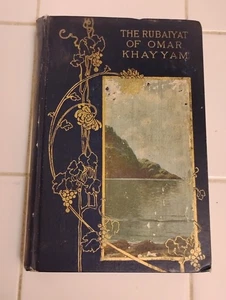 THE RUBAIYAT
OF OMAR
KHAYYAM